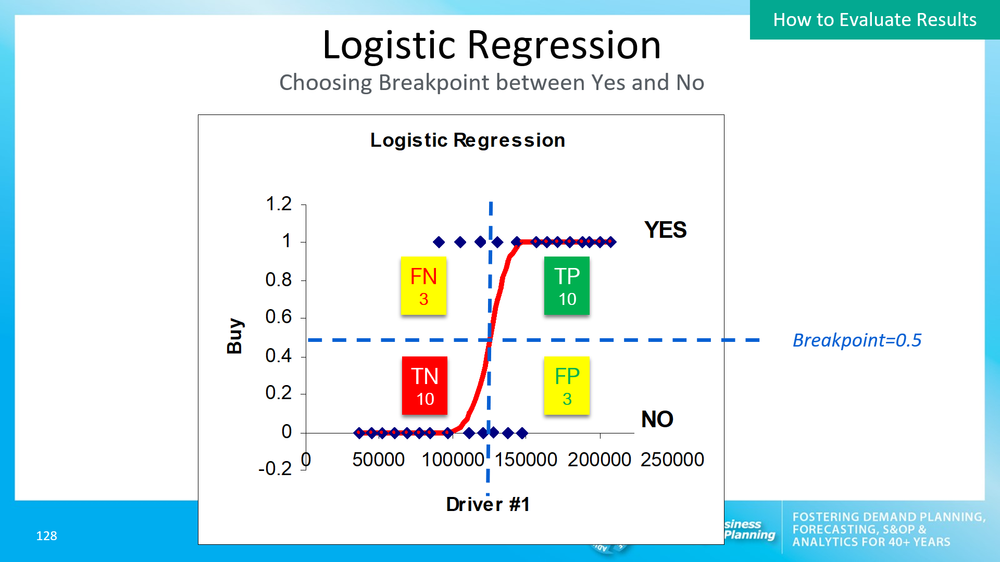 How to Evaluate Results
Logistic Regression
Choosing Breakpoint between Yes and No
Logistic Regression
1.2
1
0.8
0.6
0.4
0.2
0
-0.2
Buy
YES
FN
3
TP
10
Breakpoint=0.5
TN
10
FP
3
NO
0 50000 100000 150000 200000 250000
Driver #1
128
siness
Planning
FOSTERING DEMAND PLANNING,
FORECASTING, S&OP &
ANALYTICS FOR 40+ YEARS